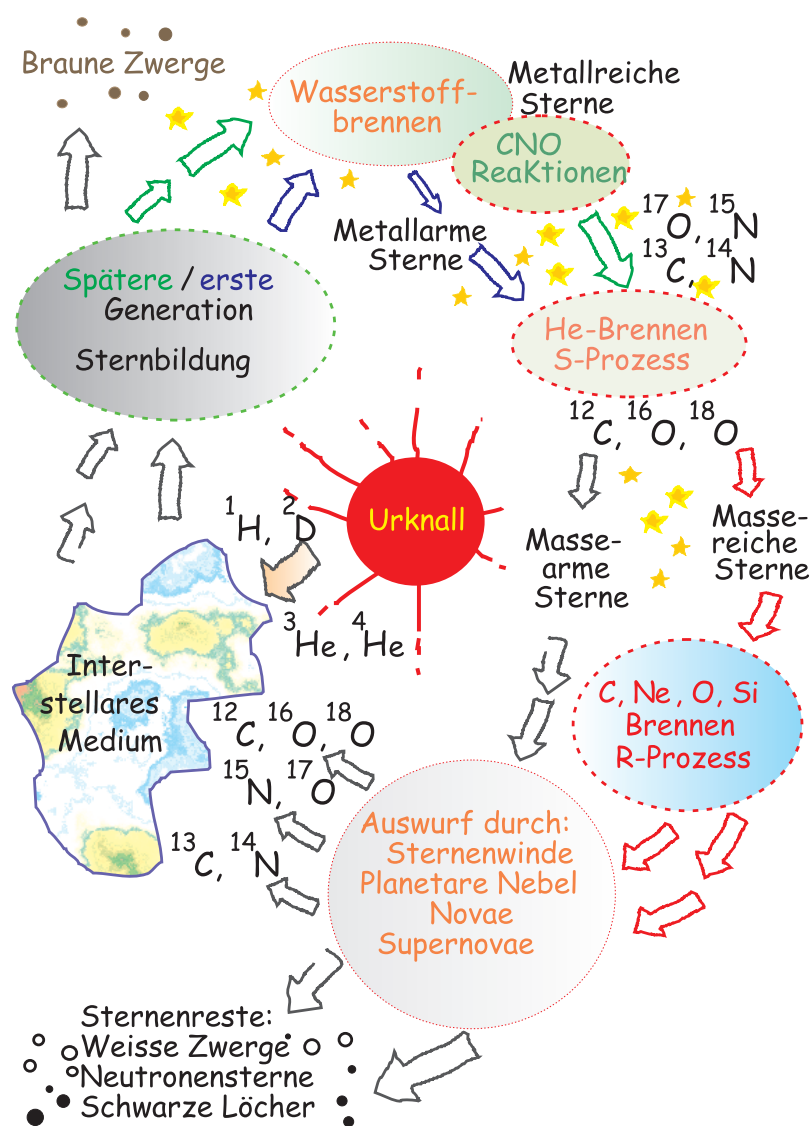 Braune Zwerge
Wasserstoff-
brennen
Metallreiche
Sterne
CNO
ReaKtionen
17O, 15N
13C, 14N
Metallarme
Sterne
Spätere / erste
Generation
Sternbildung
He-Brennen
S-Prozess
12C, 16O, 18O
Urknall
1H, 2D
3He, 4He
Masse-
arme
Sterne
Masse-
reiche
Sterne
Inter-
stellares
Medium
C, Ne, O, Si
Brennen
R-Prozess
12C, 16O, 18O
15N, 17O
13C, 14N
Auswurf durch:
Sternenwinde
Planetare Nebel
Novae
Supernovae
Sternenreste:
Weisse Zwerge
Neutronensterne
Schwarze Löcher